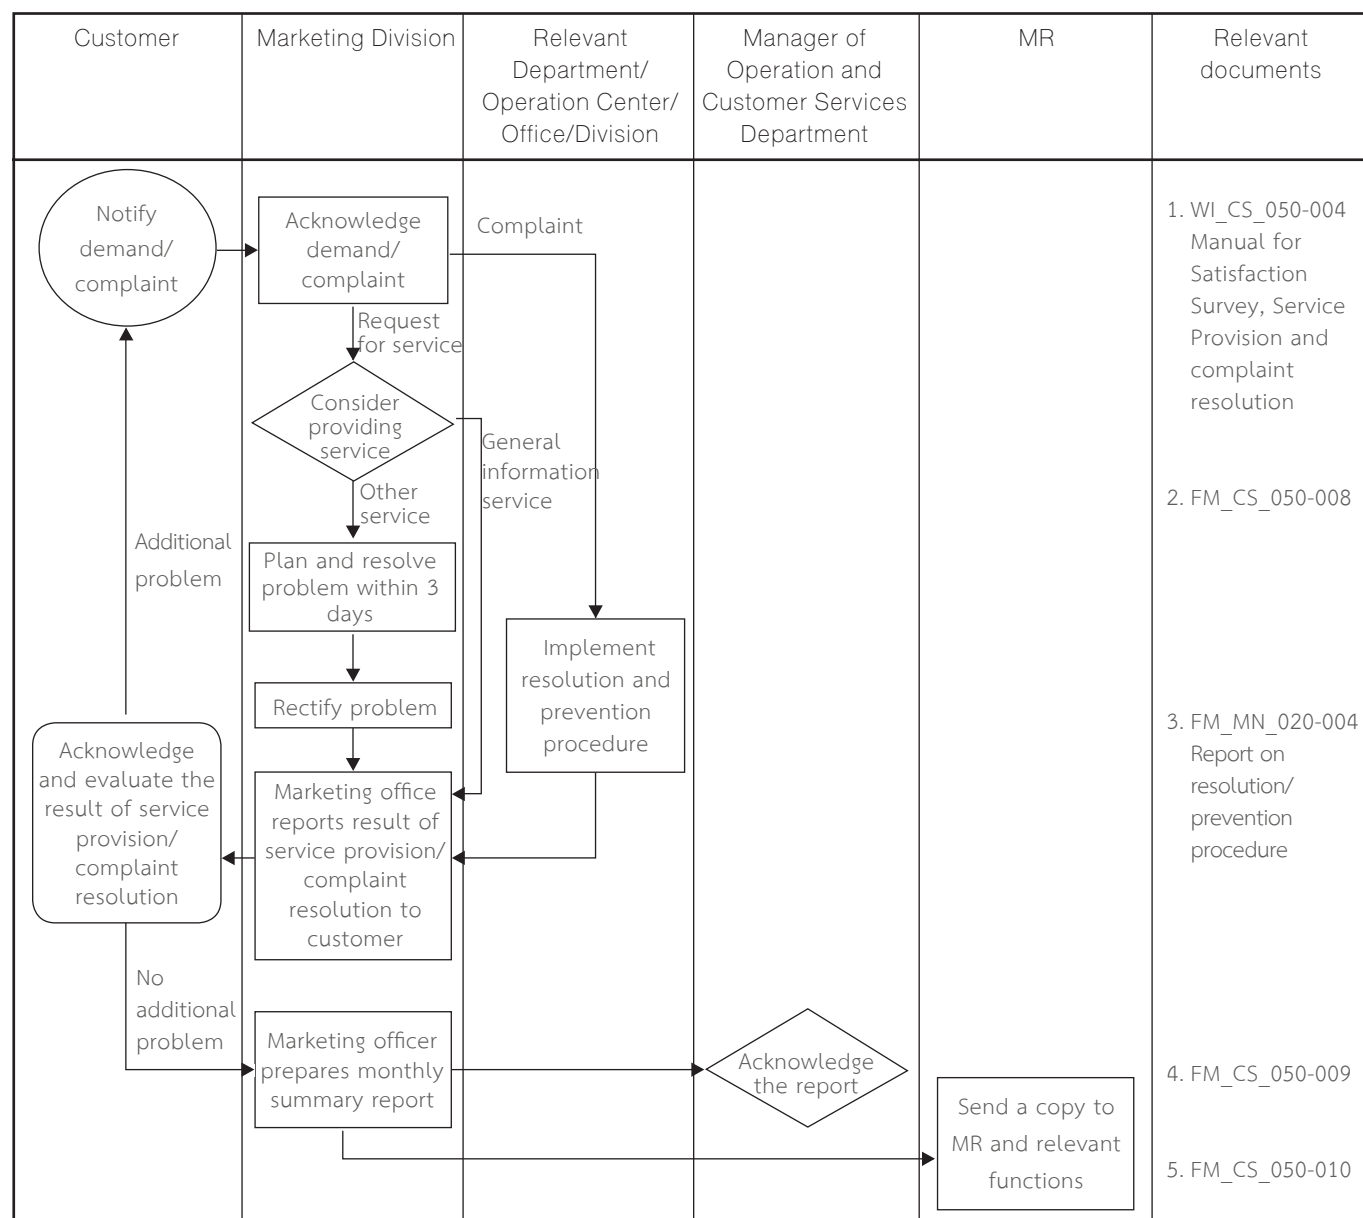 Customer
Marketing Division
Relevant
Department/
Operation Center/
Office/Division
Manager of
Operation and
Customer Services
Department
MR
Relevant
documents
Notify
demand/
complaint
Acknowledge
demand/
complaint
Complaint
Request
for service
Consider
providing
service
General
information
service
Other
service
Plan and resolve
problem within 3
days
Rectify problem
Implement
resolution and
prevention
procedure
Additional
problem
Acknowledge
and evaluate the
result of service
provision/
complaint
resolution
Marketing office
reports result of
service provision/
complaint
resolution to
customer
No
additional
problem
Marketing officer
prepares monthly
summary report
Acknowledge
the report
Send a copy to
MR and relevant
functions
1. WI_CS_050-004
Manual for
Satisfaction
Survey, Service
Provision and
complaint
resolution
2. FM_CS_050-008
3. FM_MN_020-004
Report on
resolution/
prevention
procedure
4. FM_CS_050-009
5. FM_CS_050-010